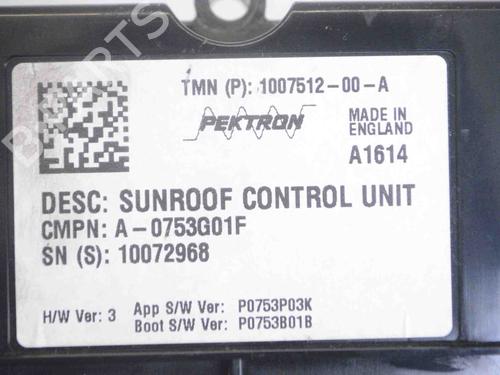 TMN (P): 1007512-00-A
PEKTRON
MADE IN
ENGLAND
A1614
DESC: SUNROOF CONTROL UNIT
CMPN: A-0753G01F
SN (S): 10072968
H/W Ver: 3 App S/W Ver: P0753P03K
Boot S/W Ver: P0753B01B